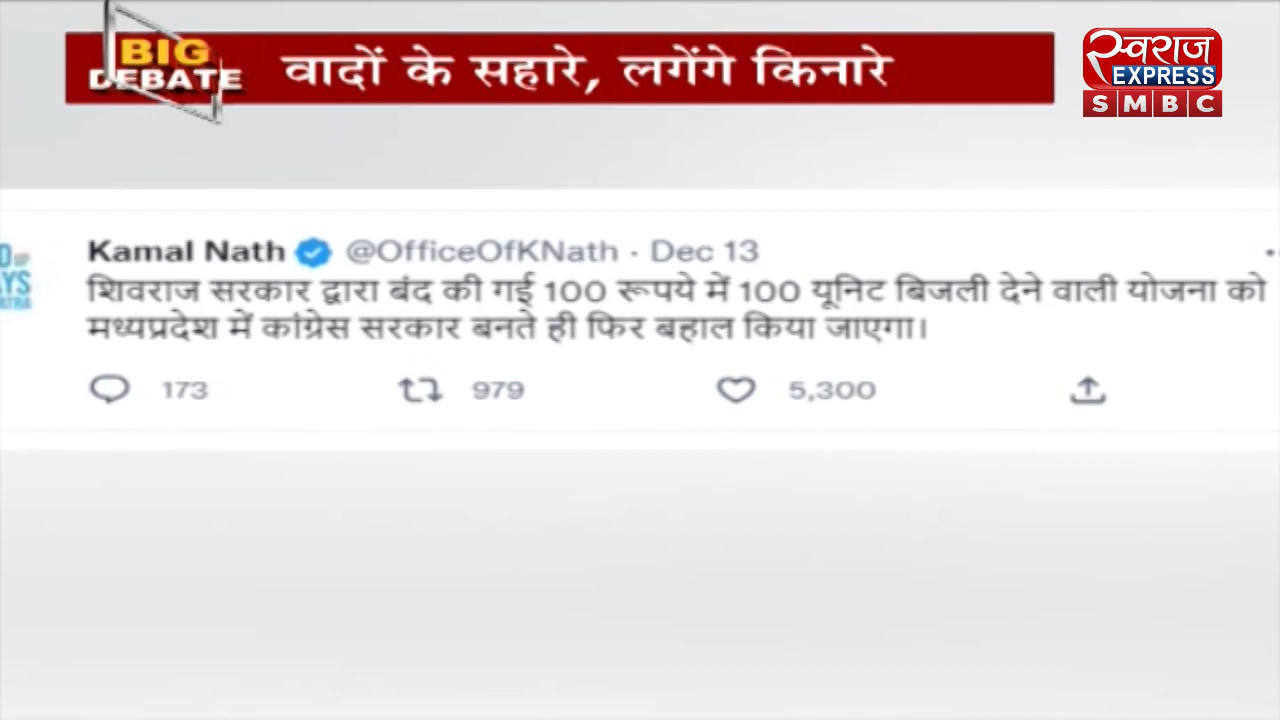 BIG
DEBATE
वादों के सहारे, लगेंगे किनारे
स्वराज
EXPRESS
SMBC
Kamal Nath @OfficeOfKNath · Dec 13
शिवराज सरकार द्वारा बंद की गई 100 रूपये में 100 यूनिट बिजली देने वाली योजना को
मध्यप्रदेश में कांग्रेस सरकार बनते ही फिर बहाल किया जाएगा।
173 979 5,300